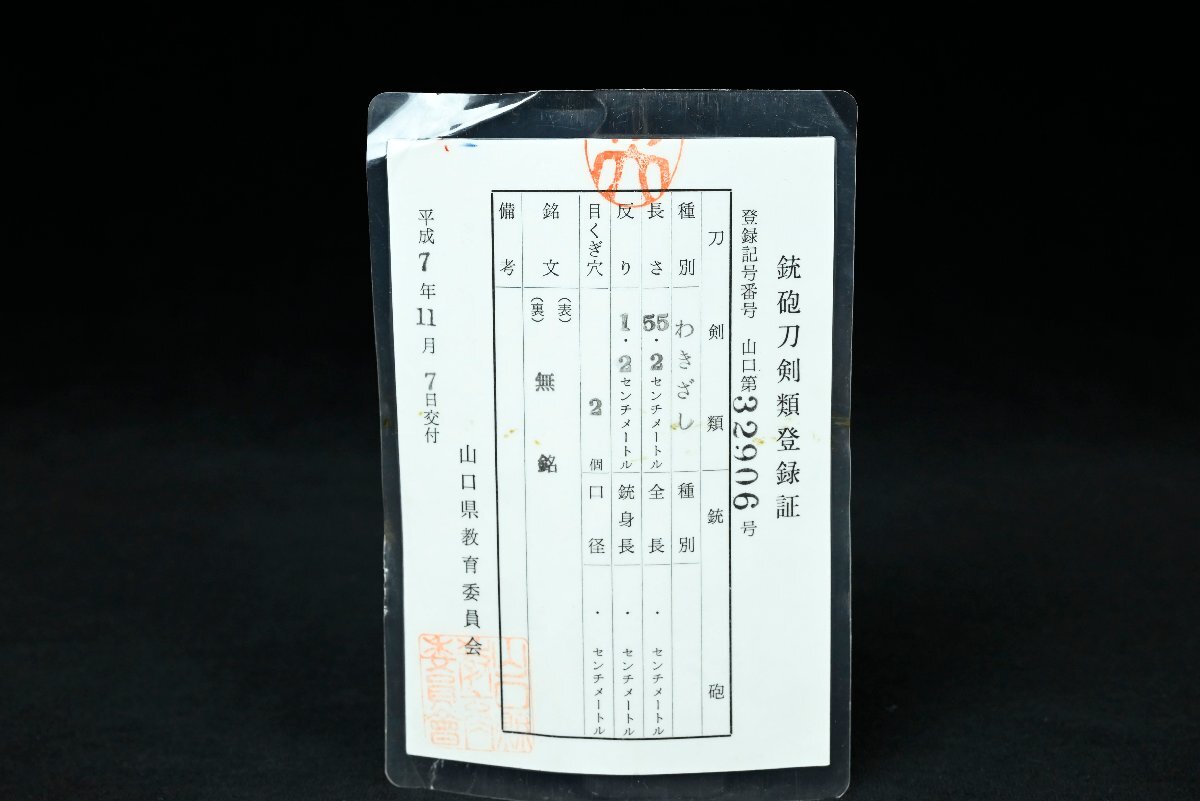 銃砲刀剣類登録証
登録記号番号 山口第32906号
刀剣類
銃砲
種別 わきざし
種別
長さ 55・2センチメートル
全長 ・ センチメートル
反り 1・2センチメートル
銃身長 ・ センチメートル
目くぎ穴 2個
口径 ・ センチメートル
銘文 (表)
(裏) 無銘
備考
平成7年11月7日交付
山口県教育委員会